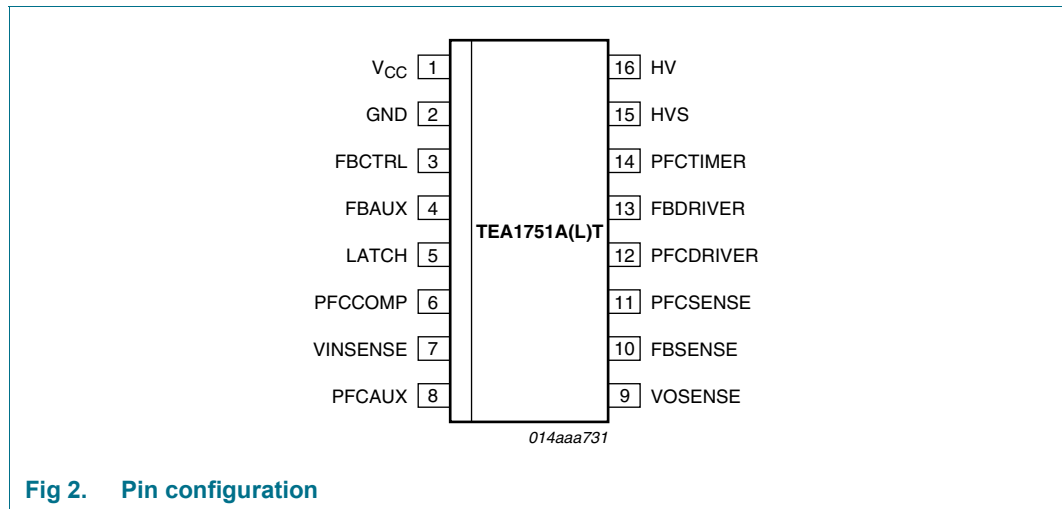 VCC 1
GND 2
FBCTRL 3
FBAUX 4
LATCH 5
PFCCOMP 6
VINSENSE 7
PFCAUX 8
TEA1751A(L)T
16 HV
15 HVS
14 PFCTIMER
13 FBDRIVER
12 PFCDRIVER
11 PFCSENSE
10 FBSENSE
9 VOSENSE
014aaa731
Fig 2. Pin configuration